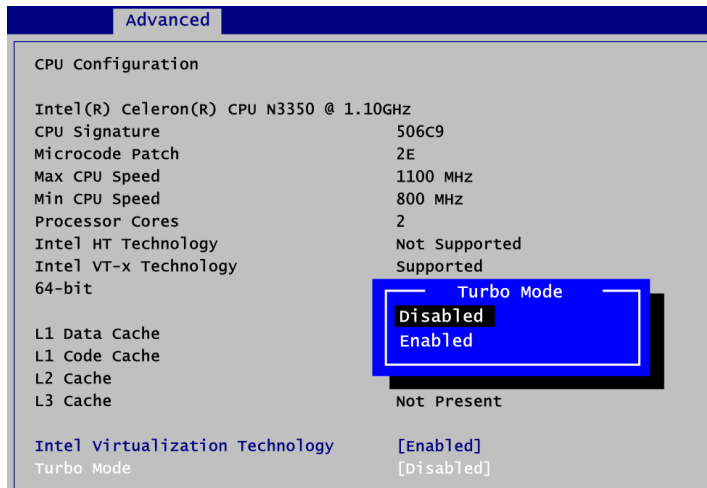 Advanced
CPU Configuration
Intel(R) Celeron(R) CPU N3350 @ 1.10GHz
CPU Signature 506C9
Microcode Patch 2E
Max CPU Speed 1100 MHz
Min CPU Speed 800 MHz
Processor Cores 2
Intel HT Technology Not Supported
Intel VT-x Technology Supported
64-bit
Turbo Mode
Disabled
Enabled
L1 Data Cache
L1 Code Cache
L2 Cache
L3 Cache Not Present
Intel Virtualization Technology [Enabled]
Turbo Mode [Disabled]